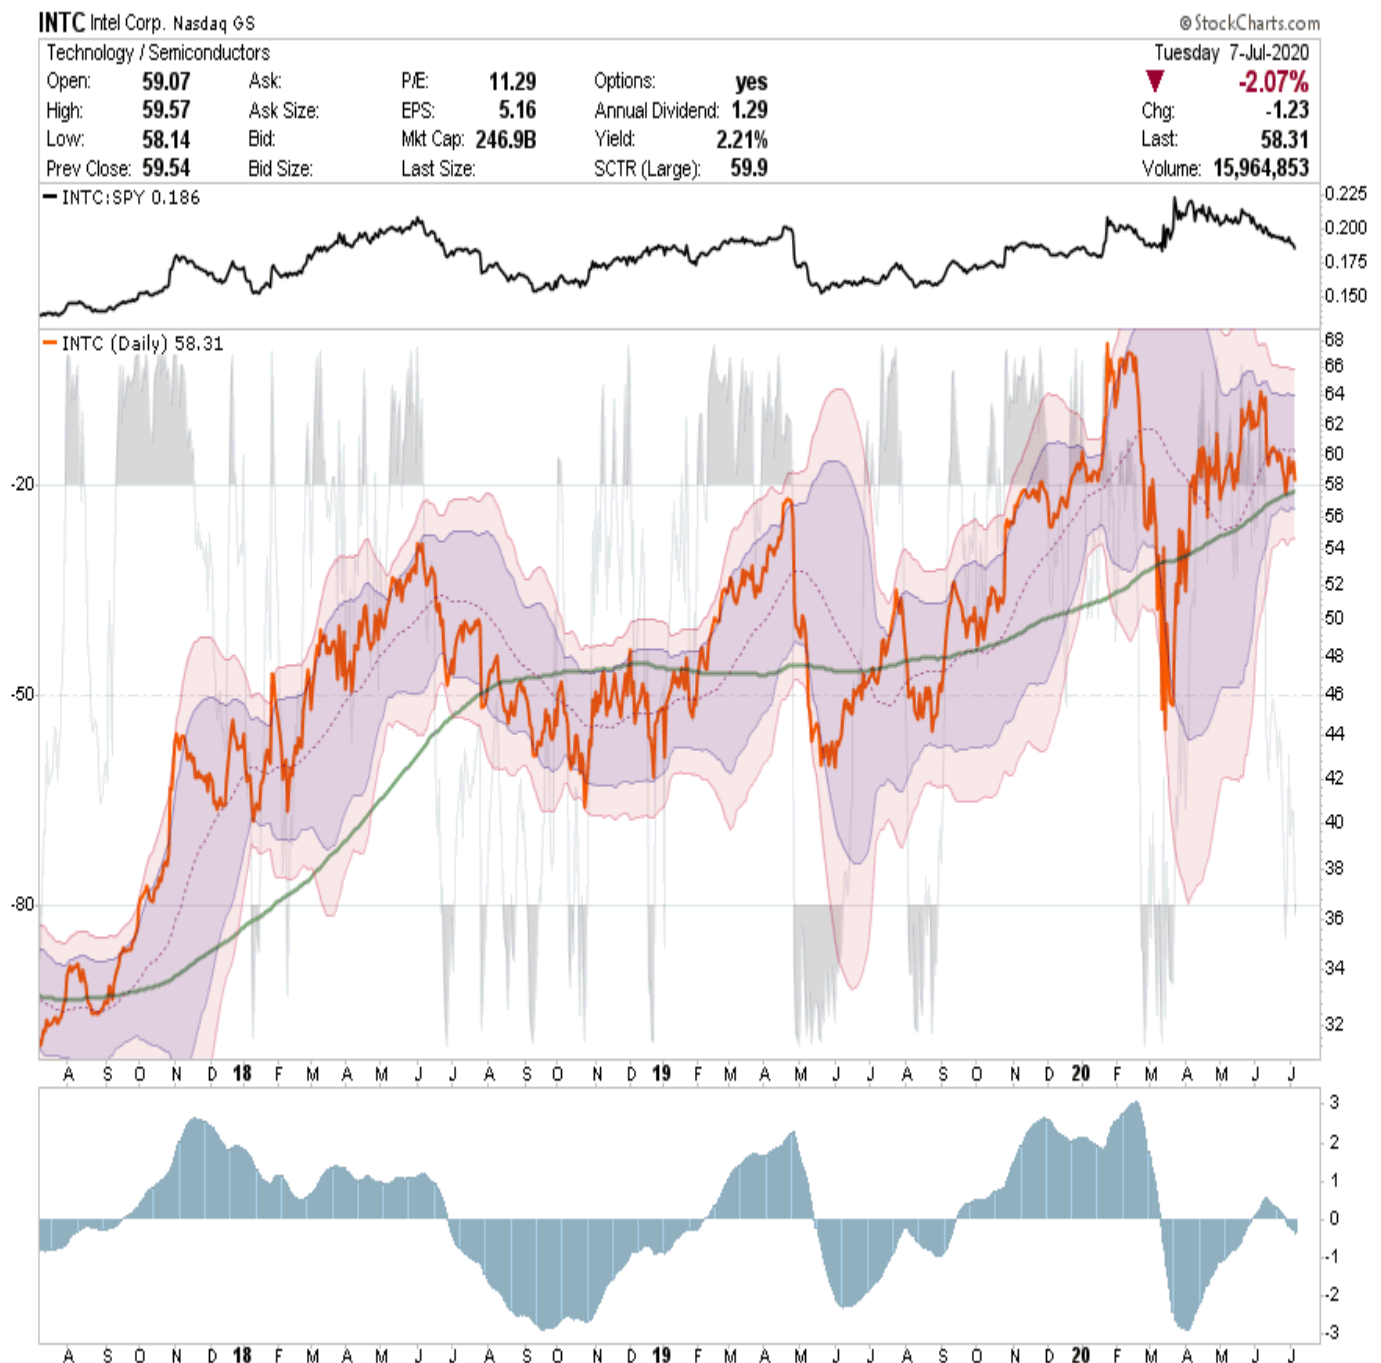 INTC Intel Corp. Nasdaq GS
© StockCharts.com
Technology / Semiconductors
Tuesday 7-Jul-2020
Open: 59.07 Ask: P/E: 11.29 Options: yes ▼ -2.07%
High: 59.57 Ask Size: EPS: 5.16 Annual Dividend: 1.29 Chg: -1.23
Low: 58.14 Bid: Mkt Cap: 246.9B Yield: 2.21% Last: 58.31
Prev Close: 59.54 Bid Size: Last Size: SCTR (Large): 59.9 Volume: 15,964,853
INTC:SPY 0.186
0.225
0.200
0.175
0.150
INTC (Daily) 58.31
68
66
64
62
60
-20
58
56
54
52
50
48
-50
46
44
42
40
38
-80
36
34
32
A S O N D 18 F M A M J J A S O N D 19 F M A M J J A S O N D 20 F M A M J J
3
2
1
0
-1
-2
-3
A S O N D 18 F M A M J J A S O N D 19 F M A M J J A S O N D 20 F M A M J J